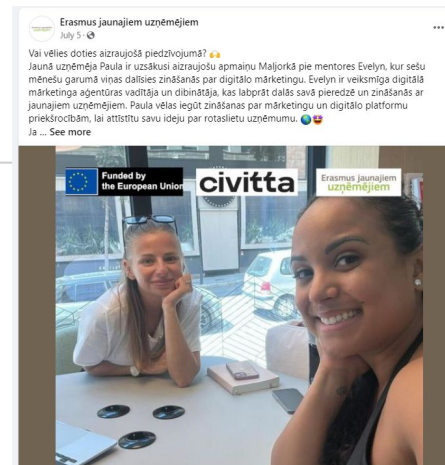 Erasmus jaunajiem uzņēmējiem
July 5
Vai vēlies doties aizraujošā piedzīvojumā?
Jaunā uzņēmēja Paula ir uzsākusi aizraujošu apmaiņu Maljorkā pie mentores Evelyn, kur sešu
mēnešu garumā viņas dalīsies zināšanās par digitālo mārketingu. Evelyn ir veiksmīga digitālā
mārketinga aģentūras vadītāja un dibinātāja, kas labprāt dalās savā pieredzē un zināšanās ar
jaunajiem uzņēmējiem. Paula vēlas iegūt zināšanas par mārketingu un digitālo platformu
priekšrocībām, lai attīstītu savu ideju par rotaslietu uzņēmumu.
Ja ... See more
Funded by
the European Union
civitta
Erasmus jaunajiem
uzņēmējiem